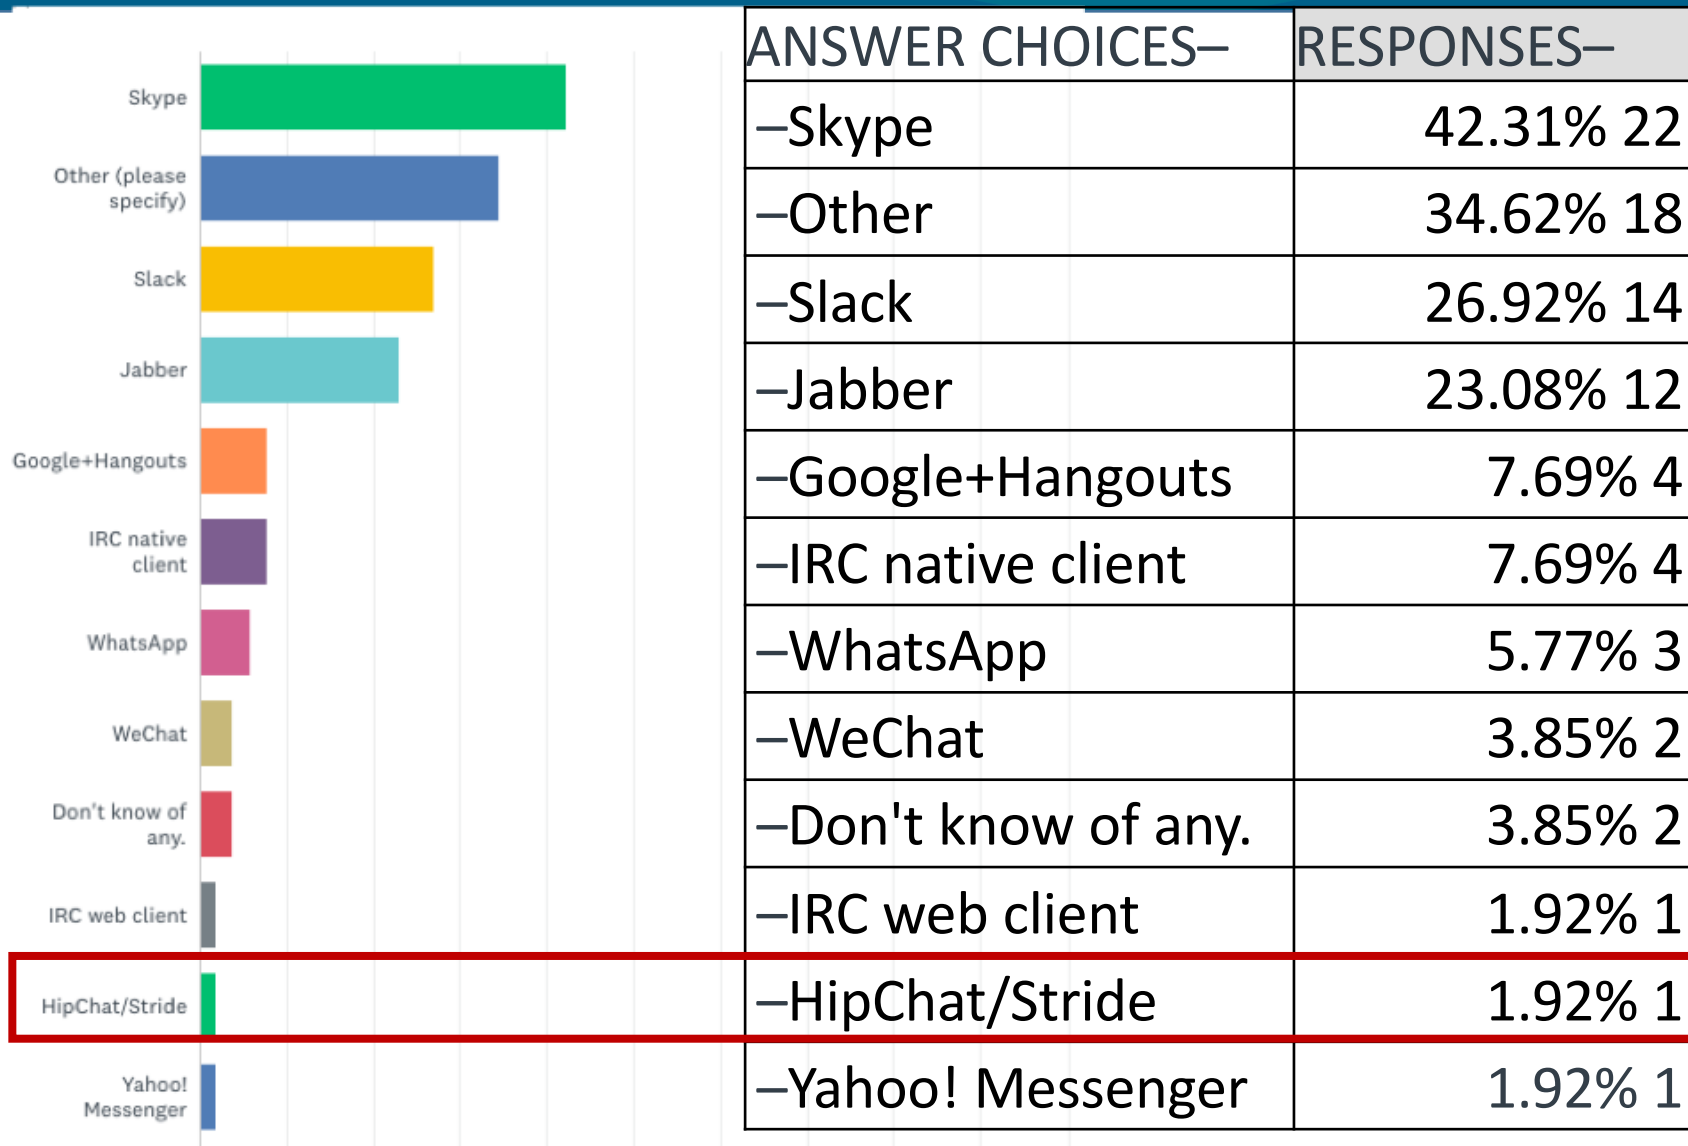 Skype
Other (please
specify)
Slack
Jabber
Google+Hangouts
IRC native
client
WhatsApp
WeChat
Don't know of
any.
IRC web client
HipChat/Stride
Yahoo!
Messenger
ANSWER CHOICES– RESPONSES–
–Skype 42.31% 22
–Other 34.62% 18
–Slack 26.92% 14
–Jabber 23.08% 12
–Google+Hangouts 7.69% 4
–IRC native client 7.69% 4
–WhatsApp 5.77% 3
–WeChat 3.85% 2
–Don't know of any. 3.85% 2
–IRC web client 1.92% 1
–HipChat/Stride 1.92% 1
–Yahoo! Messenger 1.92% 1